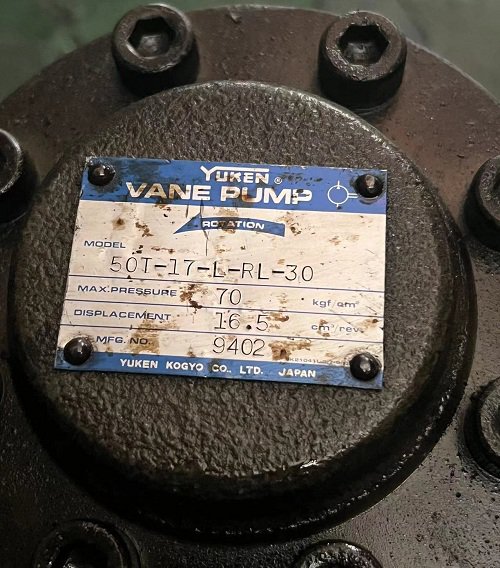 YUKEN ®
VANE PUMP
ROTATION
MODEL
50T-17-L-RL-30
MAX.PRESSURE 70 kgf/cm²
DISPLACEMENT 16.5 cm³/rev.
MFG. NO. 9402
YUKEN KOGYO CO., LTD. JAPAN